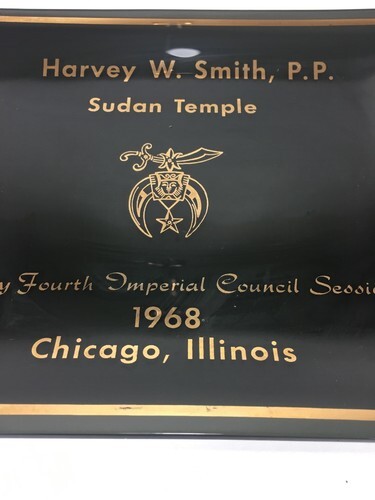 Harvey W. Smith, P.P.
Sudan Temple
Fourth Imperial Council
1968
Chicago, Illinois